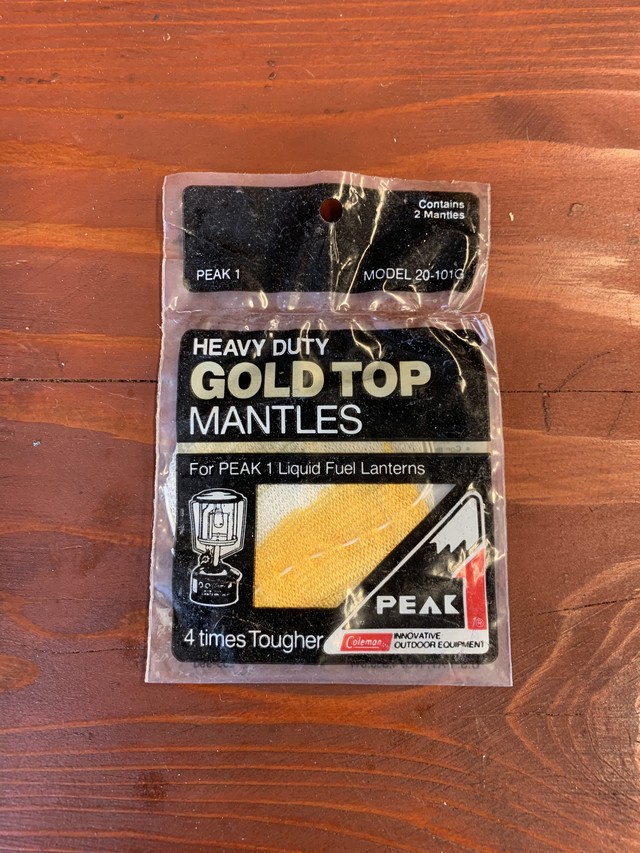 Contains
2 Mantles
PEAK 1
MODEL 20-101G
HEAVY DUTY
GOLD TOP
MANTLES
For PEAK 1 Liquid Fuel Lanterns
PEAK 1
4 times Tougher
Coleman
INNOVATIVE
OUTDOOR EQUIPMENT